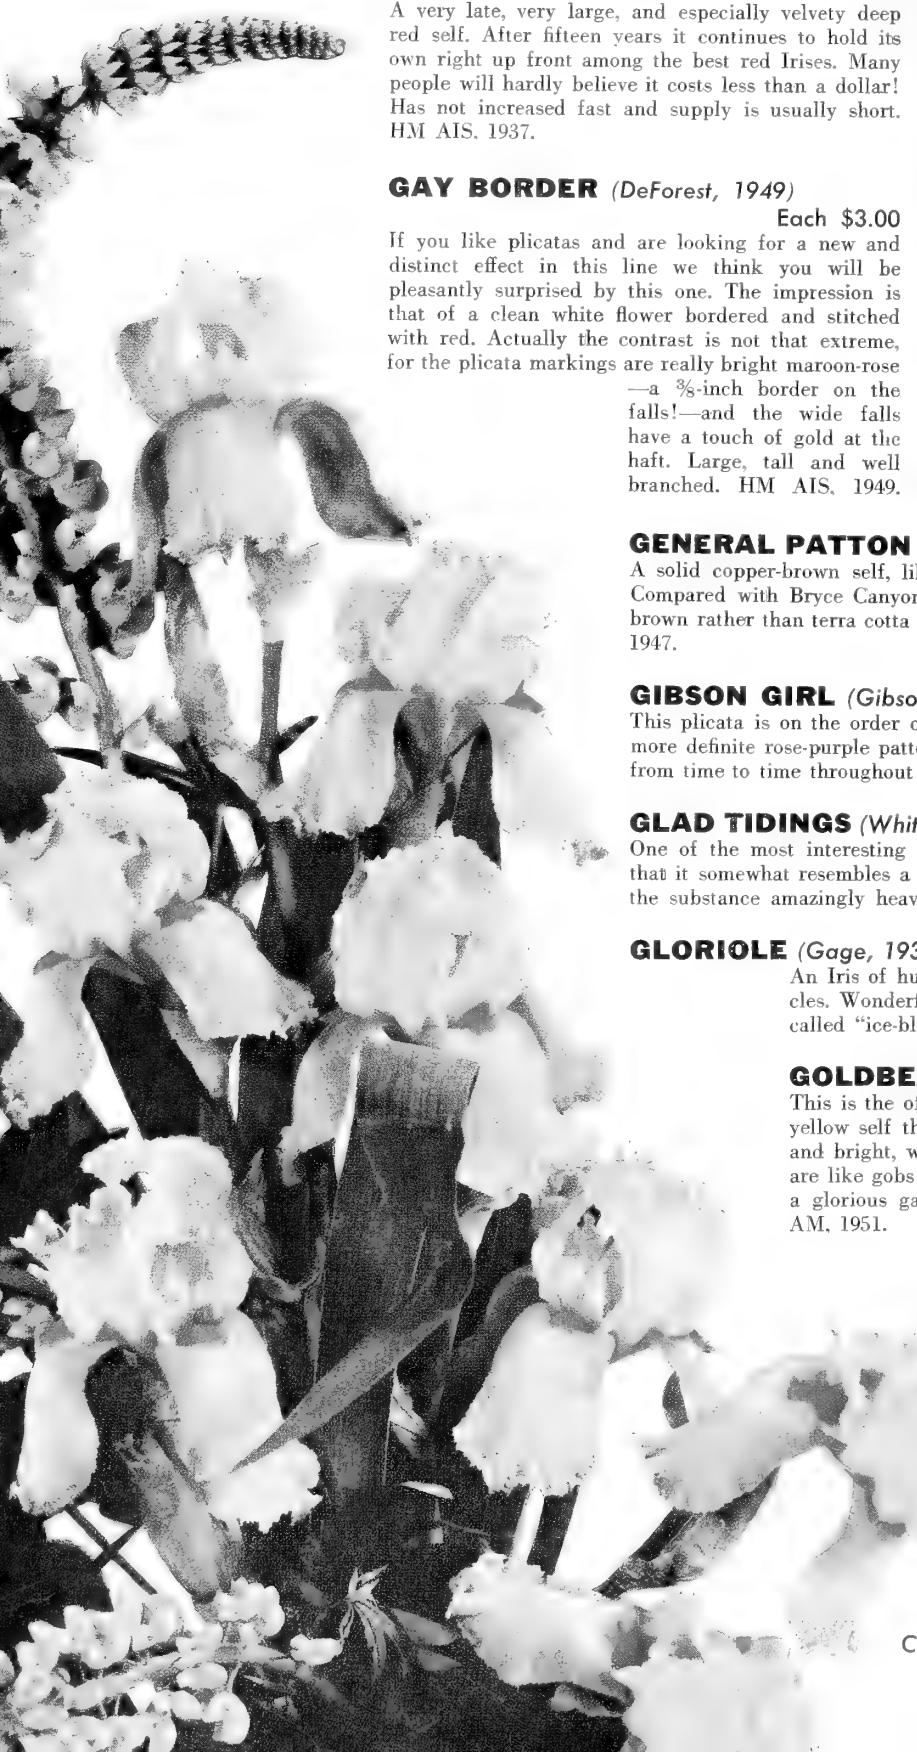 A very late, very large, and especially velvety deep
red self. After fifteen years it continues to hold its
own right up front among the best red Irises. Many
people will hardly believe it costs less than a dollar!
Has not increased fast and supply is usually short.
HM AIS. 1937.
GAY BORDER (DeForest, 1949)
Each $3.00
If you like plicatas and are looking for a new and
distinct effect in this line we think you will be
pleasantly surprised by this one. The impression is
that of a clean white flower bordered and stitched
with red. Actually the contrast is not that extreme,
for the plicata markings are really bright maroon-rose
—a ⅜-inch border on the
falls!—and the wide falls
have a touch of gold at the
haft. Large, tall and well
branched. HM AIS, 1949.
GENERAL PATTON
A solid copper-brown self,
Compared with Bryce
brown rather than terra cotta
1947.
GIBSON GIRL
This plicata is on the order
more definite rose-purple
from time to time throughout
GLAD TIDINGS
One of the most interesting
that it somewhat resembles a
the substance amazingly
GLORIOLE (Gage,
An Iris of
cles.
called
This is the
yellow self
and bright,
are like gobs
a glorious
AM, 1951.